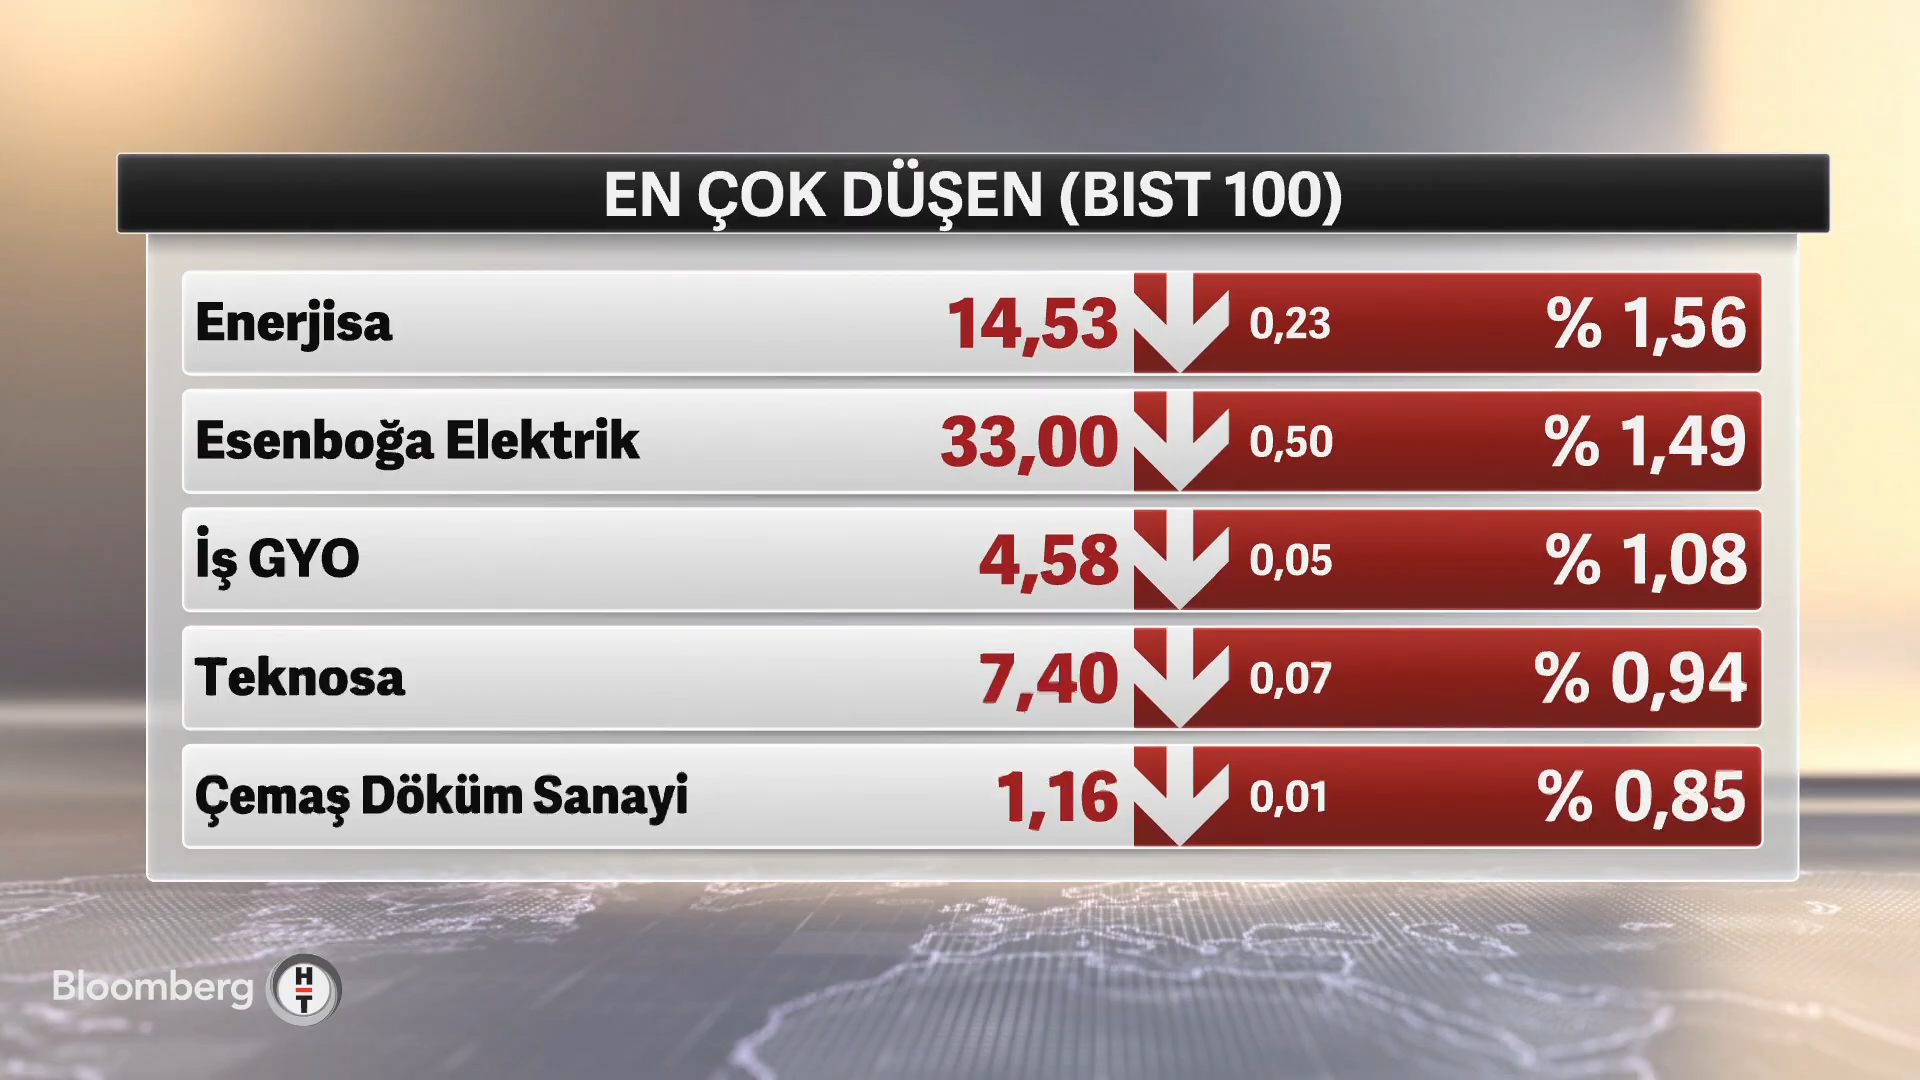 EN ÇOK DÜŞEN (BIST 100)
Enerjisa 14,53 0,23 % 1,56
Esenboğa Elektrik 33,00 0,50 % 1,49
İş GYO 4,58 0,05 % 1,08
Teknosa 7,40 0,07 % 0,94
Çemaş Döküm Sanayi 1,16 0,01 % 0,85
Bloomberg HT